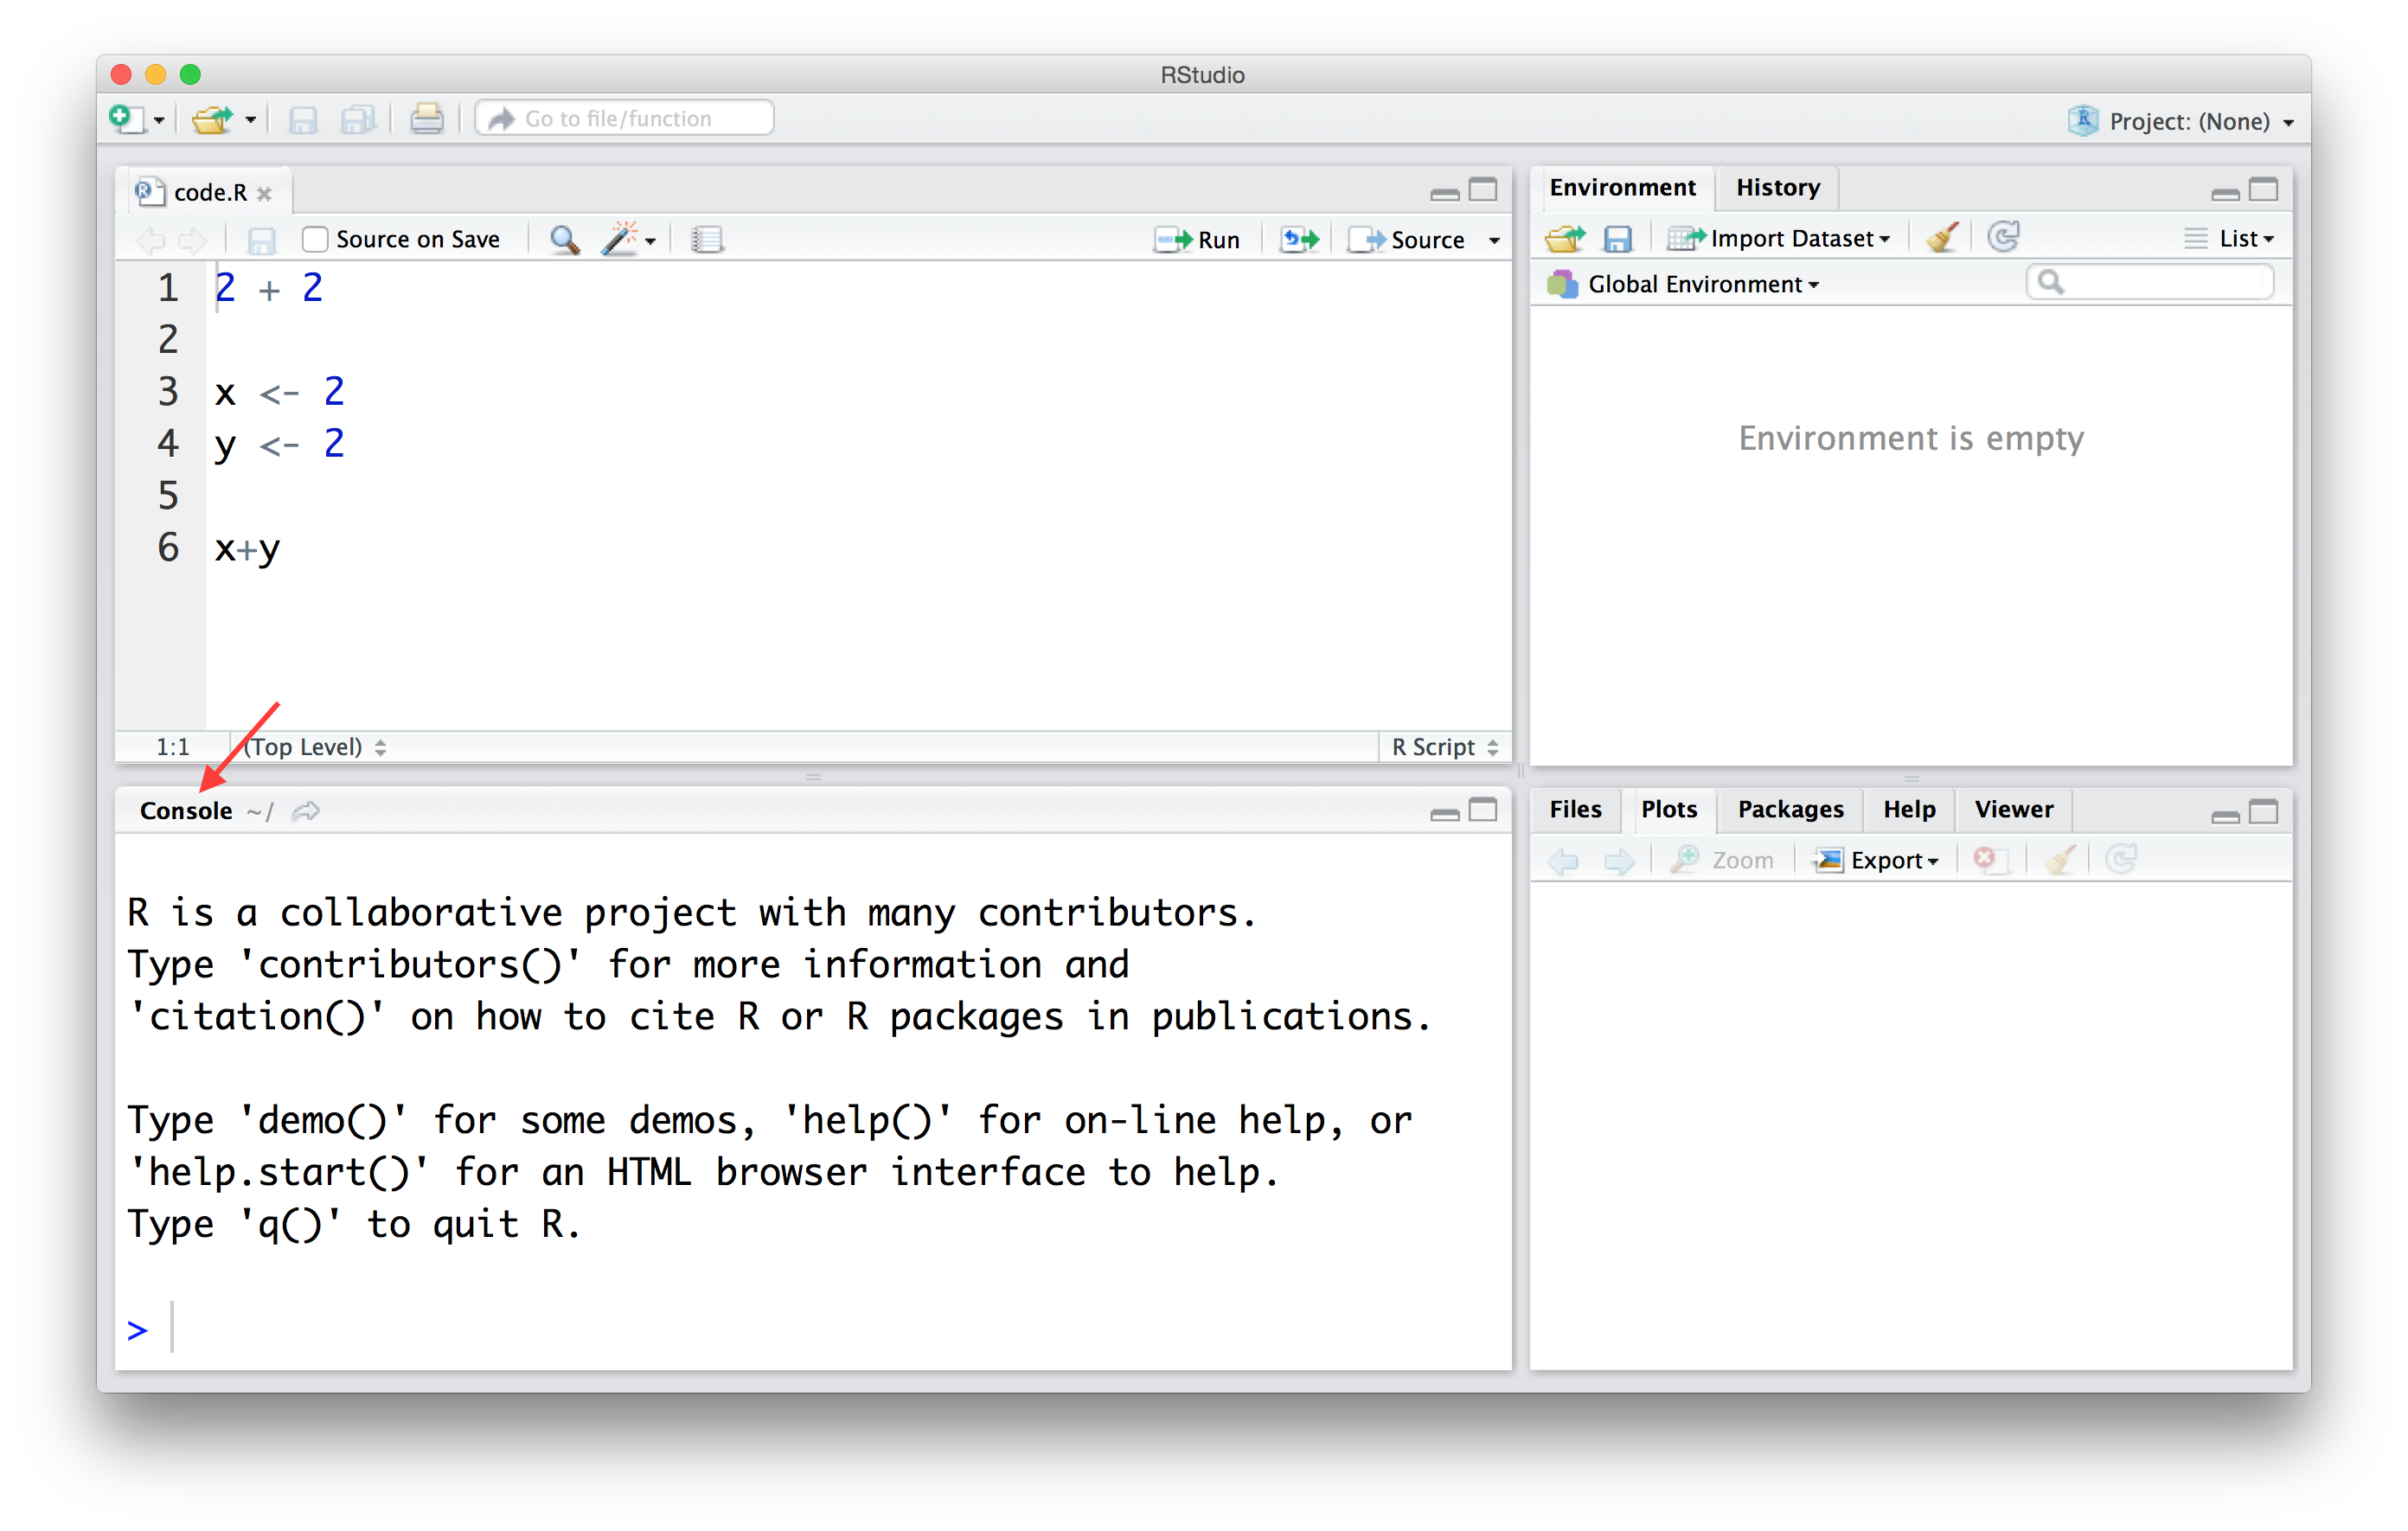 RStudio
Go to file/function
Project: (None)
code.R
Source on Save
Run
Source
1 2 + 2
2
3 x <- 2
4 y <- 2
5
6 x+y
1:1
(Top Level)
R Script
Environment
History
Import Dataset
List
Global Environment
Environment is empty
Console ~/
R is a collaborative project with many contributors.
Type 'contributors()' for more information and
'citation()' on how to cite R or R packages in publications.
Type 'demo()' for some demos, 'help()' for on-line help, or
'help.start()' for an HTML browser interface to help.
Type 'q()' to quit R.
>
Files
Plots
Packages
Help
Viewer
Zoom
Export